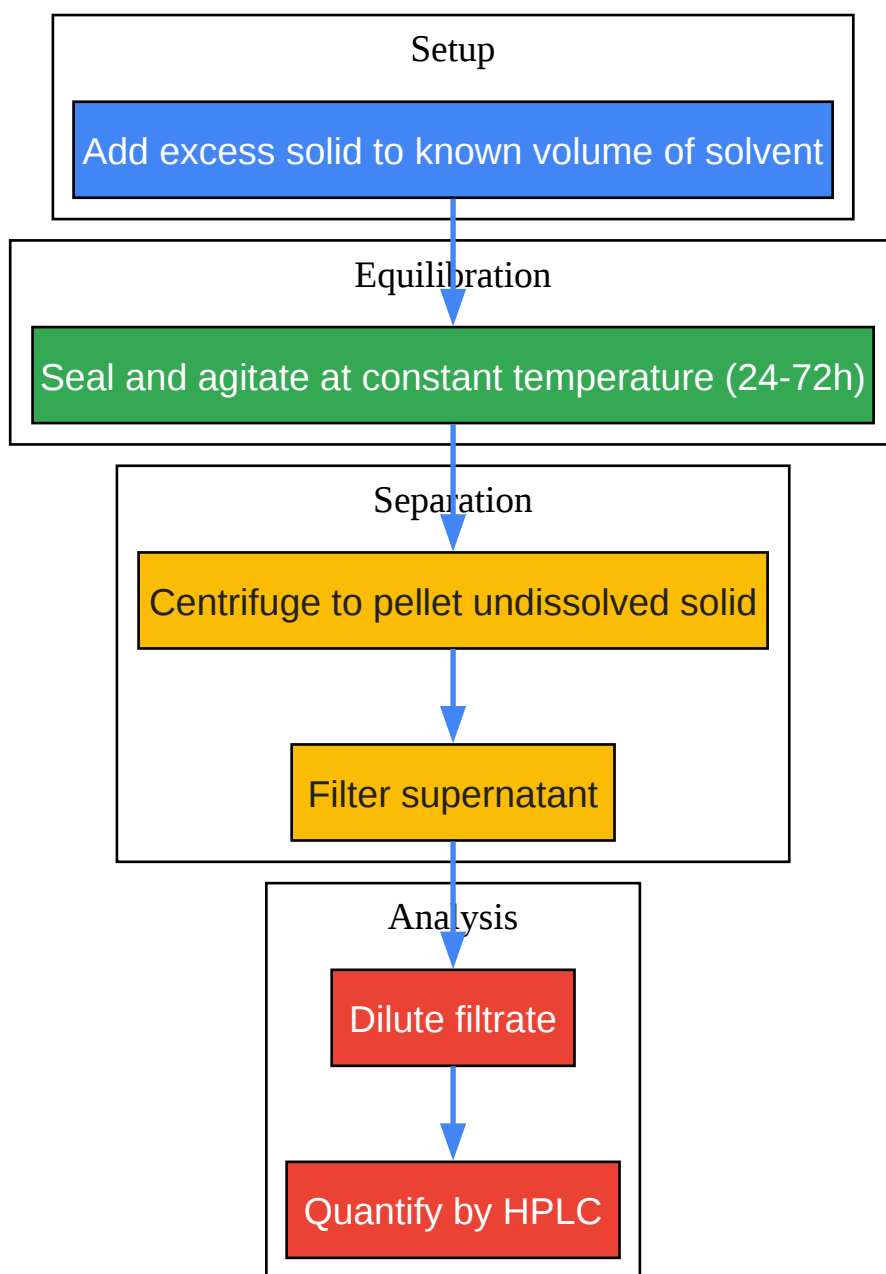 Setup
Add excess solid to known volume of solvent
Equilibration
Seal and agitate at constant temperature (24-72h)
Separation
Centrifuge to pellet undissolved solid
Filter supernatant
Analysis
Dilute filtrate
Quantify by HPLC